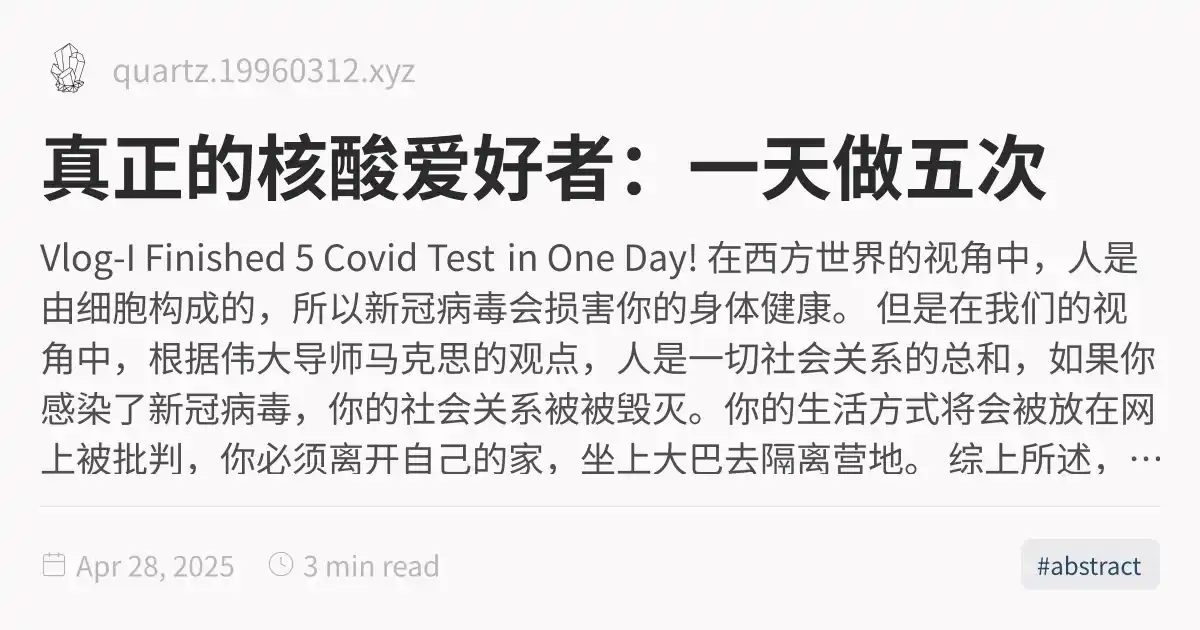 quartz.19960312.xyz
真正的核酸爱好者：一天做五次
Vlog-I Finished 5 Covid Test in One Day! 在西方世界的视角中，人是
由细胞构成的，所以新冠病毒会损害你的身体健康。 但是在我们的视
角中，根据伟大导师马克思的观点，人是一切社会关系的总和，如果你
感染了新冠病毒，你的社会关系被被毁灭。你的生活方式将会被放在网
上被批判，你必须离开自己的家，坐上大巴去隔离营地。 综上所述，…
Apr 28, 2025 3 min read
#abstract